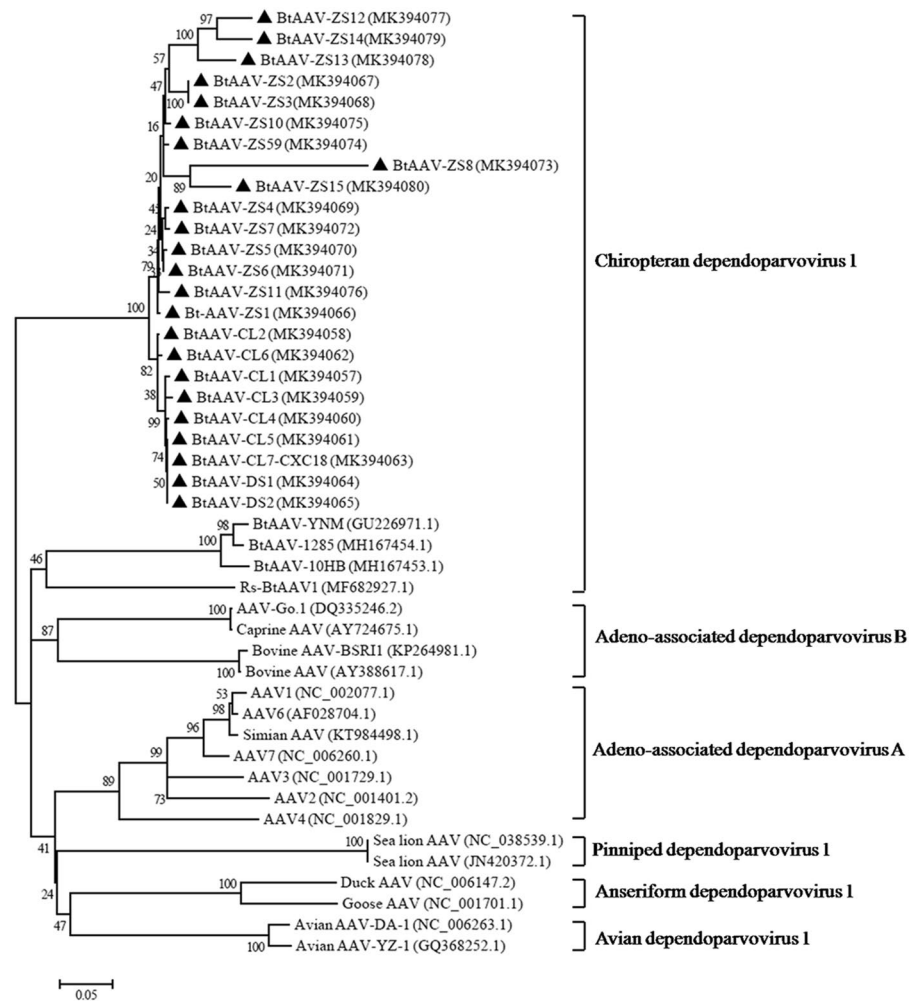 97
BtAAV-ZS12 (MK394077)
100
BtAAV-ZS14(MK394079)
57
BtAAV-ZS13 (MK394078)
47
BtAAV-ZS2 (MK394067)
100
BtAAV-ZS3(MK394068)
16
BtAAV-ZS10 (MK394075)
BtAAV-ZS59 (MK394074)
BtAAV-ZS8 (MK394073)
20
89
BtAAV-ZS15 (MK394080)
BtAAV-ZS4 (MK394069)
24
BtAAV-ZS7 (MK394072)
BtAAV-ZS5 (MK394070)
79
BtAAV-ZS6 (MK394071)
BtAAV-ZS11 (MK394076)
100
Bt-AAV-ZS1 (MK394066)
BtAAV-CL2 (MK394058)
BtAAV-CL6 (MK394062)
82
BtAAV-CL1 (MK394057)
38
BtAAV-CL3 (MK394059)
99
BtAAV-CL4 (MK394060)
BtAAV-CL5 (MK394061)
74
BtAAV-CL7-CXC18 (MK394063)
50
BtAAV-DS1 (MK394064)
BtAAV-DS2 (MK394065)
98
BtAAV-YNM (GU226971.1)
100
BtAAV-1285 (MH167454.1)
46
BtAAV-10HB (MH167453.1)
Rs-BtAAV1 (MF682927.1)
Chiropteran dependoparvovirus 1
100
AAV-Go.1 (DQ335246.2)
87
Caprine AAV (AY724675.1)
Bovine AAV-BSRI1 (KP264981.1)
100
Bovine AAV (AY388617.1)
Adeno-associated dependoparvovirus B
53
AAV1 (NC_002077.1)
98
AAV6 (AF028704.1)
96
Simian AAV (KT984498.1)
99
AAV7 (NC_006260.1)
89
AAV3 (NC_001729.1)
73
AAV2 (NC_001401.2)
AAV4 (NC_001829.1)
Adeno-associated dependoparvovirus A
41
100
Sea lion AAV (NC_038539.1)
Sea lion AAV (JN420372.1)
Pinniped dependoparvovirus 1
24
100
Duck AAV (NC_006147.2)
Goose AAV (NC_001701.1)
Anseriform dependoparvovirus 1
47
Avian AAV-DA-1 (NC_006263.1)
100
Avian AAV-YZ-1 (GQ368252.1)
Avian dependoparvovirus 1
0.05